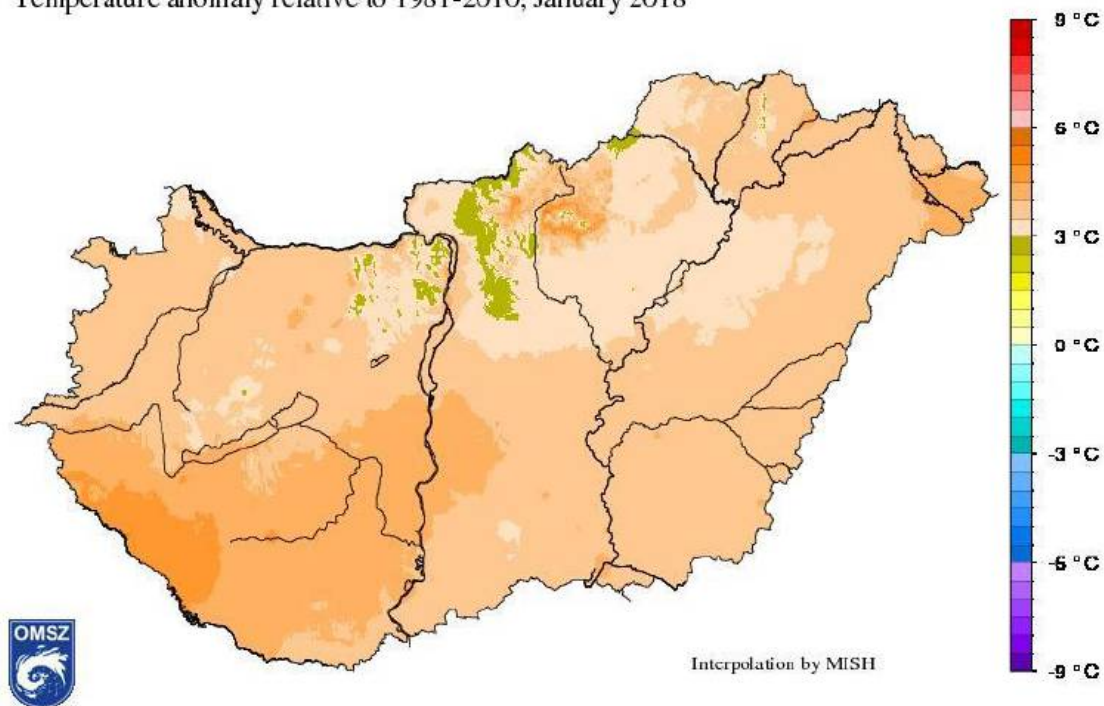 Temperature anomaly relative to 1981-2010, January 2018
9 °C
6 °C
3 °C
0 °C
-3 °C
-6 °C
-9 °C
OMSZ
Interpolation by MISH